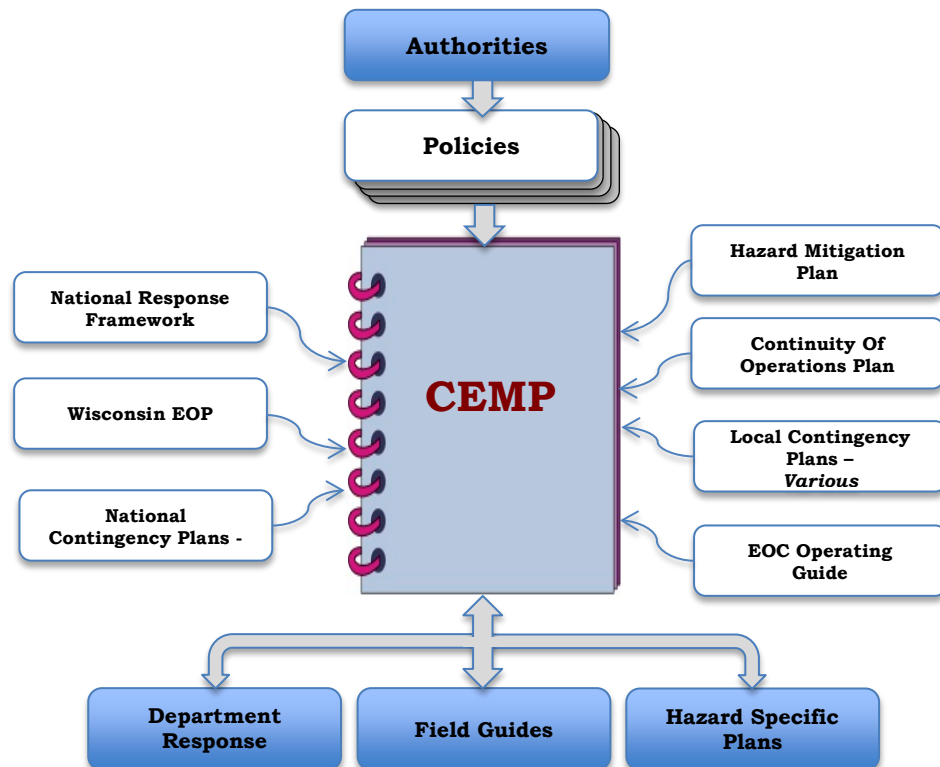 Authorities
Policies
National Response
Framework
Wisconsin EOP
National
Contingency Plans -
CEMP
Hazard Mitigation
Plan
Continuity Of
Operations Plan
Local Contingency
Plans –
Various
EOC Operating
Guide
Department
Response
Field Guides
Hazard Specific
Plans